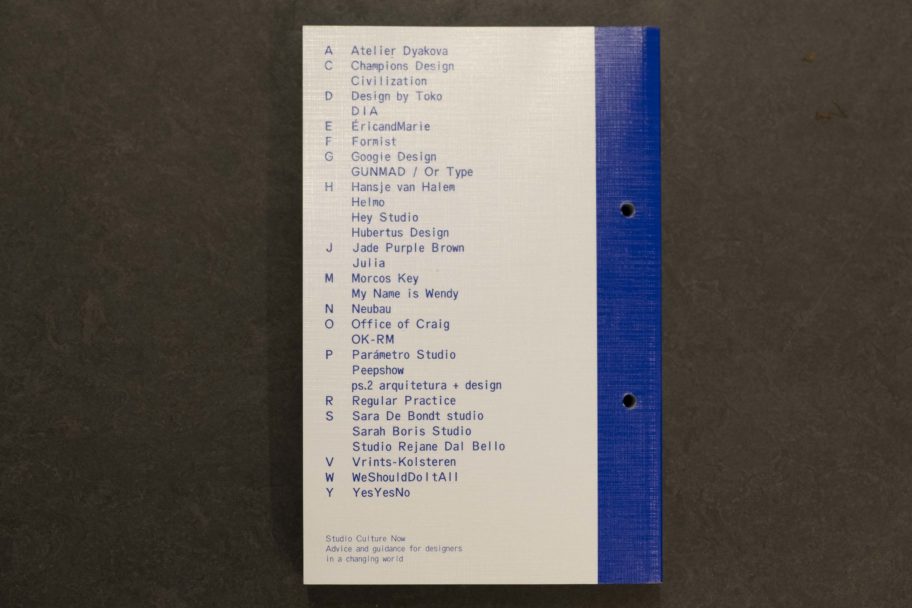 A Atelier Dyakova
C Champions Design
Civilization
D Design by Toko
DIA
E ÉricandMarie
F Formist
G Google Design
GUNMAD / Or Type
H Hansje van Halem
Helmo
Hey Studio
Hubertus Design
J Jade Purple Brown
Julia
M Morcos Key
My Name is Wendy
N Neubau
O Office of Craig
OK-RM
P Parámetro Studio
Peepshow
ps.2 arquitetura + design
R Regular Practice
S Sara De Bondt studio
Sarah Boris Studio
Studio Rejane Dal Bello
V Vrints-Kolsteren
W WeShouldDoItAll
Y YesYesNo
Studio Culture Now
Advice and guidance for designers
in a changing world